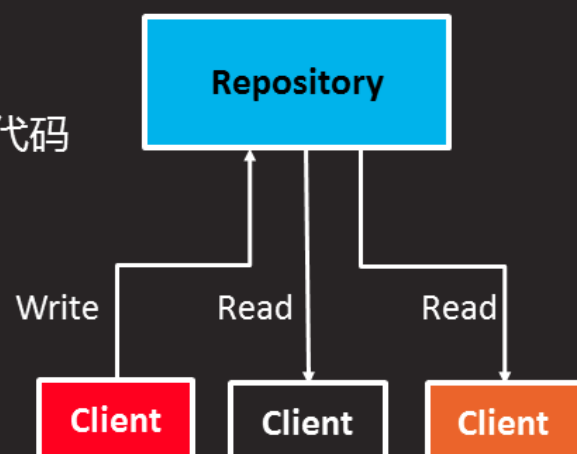 Repository
代码
Write
Read
Read
Client
Client
Client